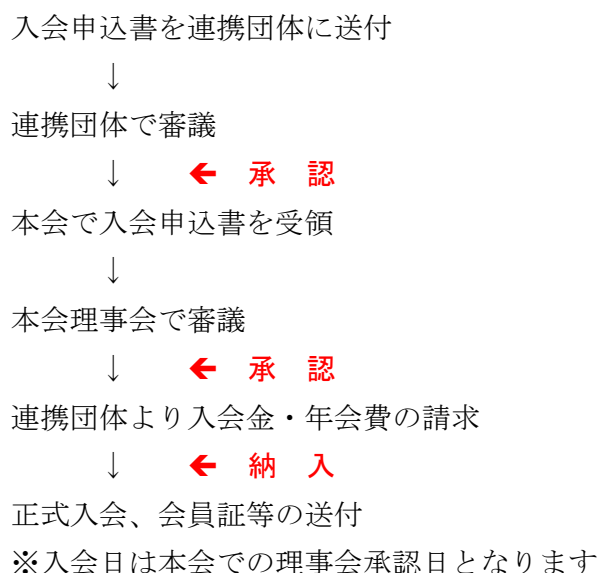 入会申込書を連携団体に送付
↓
連携団体で審議
↓ ← 承 認
本会で入会申込書を受領
↓
本会理事会で審議
↓ ← 承 認
連携団体より入会金・年会費の請求
↓ ← 納 入
正式入会、会員証等の送付
※入会日は本会での理事会承認日となります